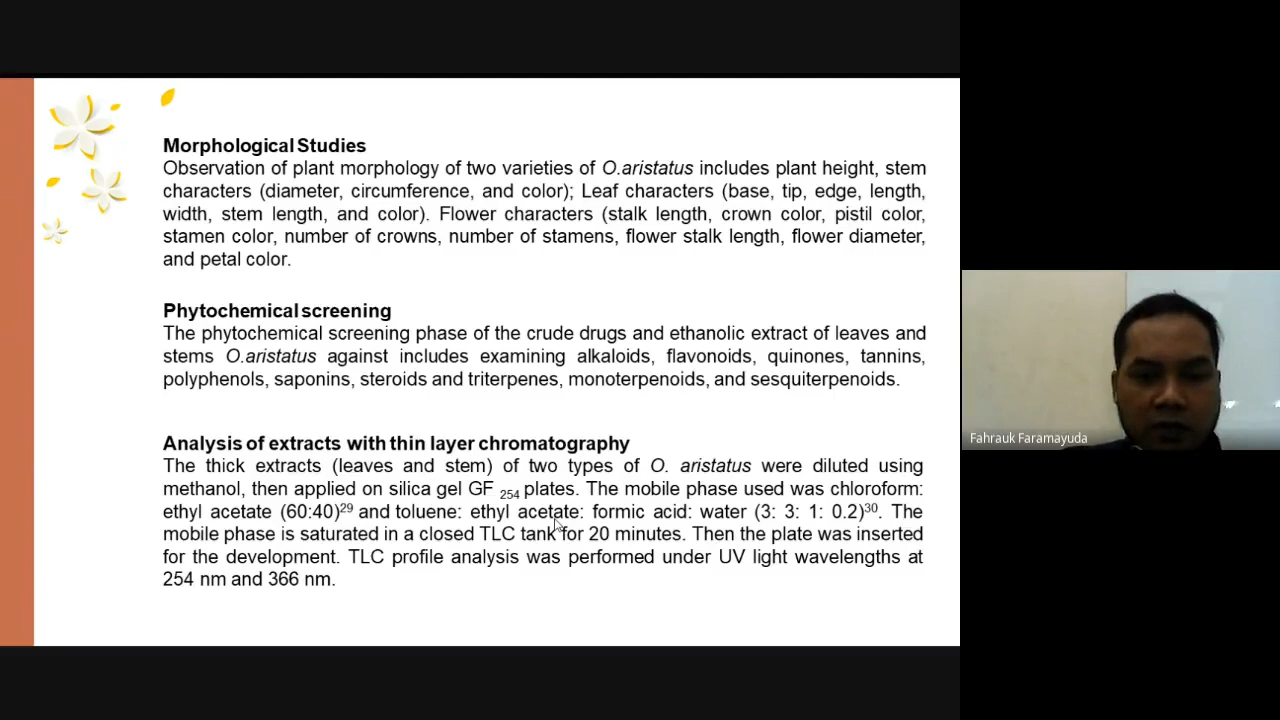 Morphological Studies
Observation of plant morphology of two varieties of O.aristatus includes plant height, stem
characters (diameter, circumference, and color); Leaf characters (base, tip, edge, length,
width, stem length, and color). Flower characters (stalk length, crown color, pistil color,
stamen color, number of crowns, number of stamens, flower stalk length, flower diameter,
and petal color.
Phytochemical screening
The phytochemical screening phase of the crude drugs and ethanolic extract of leaves and
stems O.aristatus against includes examining alkaloids, flavonoids, quinones, tannins,
polyphenols, saponins, steroids and triterpenes, monoterpenoids, and sesquiterpenoids.
Analysis of extracts with thin layer chromatography
The thick extracts (leaves and stem) of two types of O. aristatus were diluted using
methanol, then applied on silica gel GF 254 plates. The mobile phase used was chloroform:
ethyl acetate (60:40)29 and toluene: ethyl acetate: formic acid: water (3: 3: 1: 0.2)30. The
mobile phase is saturated in a closed TLC tank for 20 minutes. Then the plate was inserted
for the development. TLC profile analysis was performed under UV light wavelengths at
254 nm and 366 nm.
Fahrauk Faramayuda